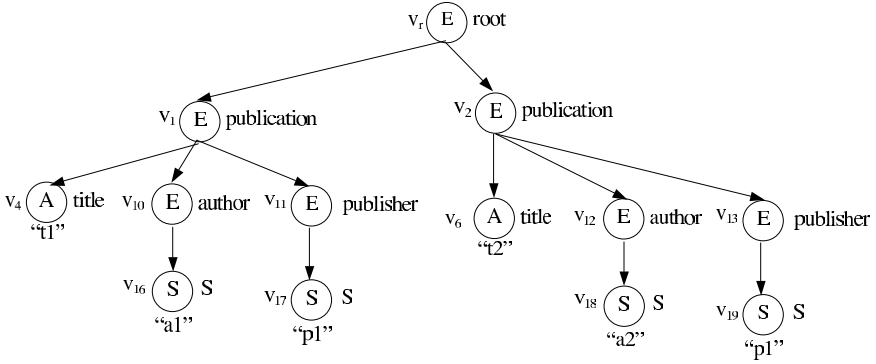 vr E root
v1 E publication
v2 E publication
v4 A title
“t1”
v10 E author
v11 E publisher
v6 A title
“t2”
v12 E author
v13 E publisher
v16 S S
“a1”
v17 S S
“p1”
v18 S S
“a2”
v19 S S
“p1”